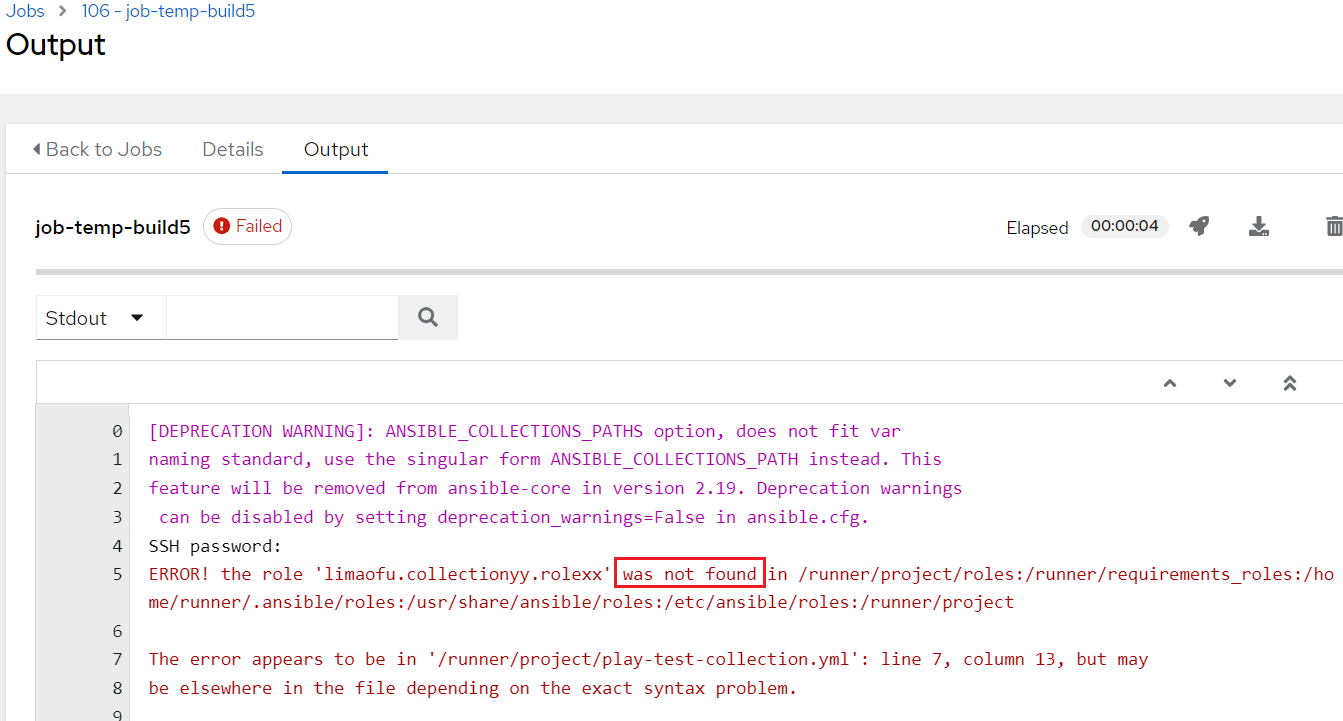 Jobs > 106 - job-temp-build5
Output
Back to Jobs Details Output
job-temp-build5 Failed Elapsed 00:00:04
Stdout
0 [DEPRECATION WARNING]: ANSIBLE_COLLECTIONS_PATHS option, does not fit var
1 naming standard, use the singular form ANSIBLE_COLLECTIONS_PATH instead. This
2 feature will be removed from ansible-core in version 2.19. Deprecation warnings
3 can be disabled by setting deprecation_warnings=False in ansible.cfg.
4 SSH password:
5 ERROR! the role 'limaofu.collectionyy.rolexx' was not found in /runner/project/roles:/runner/requirements_roles:/ho
me/runner/.ansible/roles:/usr/share/ansible/roles:/etc/ansible/roles:/runner/project
6
7 The error appears to be in '/runner/project/play-test-collection.yml': line 7, column 13, but may
8 be elsewhere in the file depending on the exact syntax problem.
9